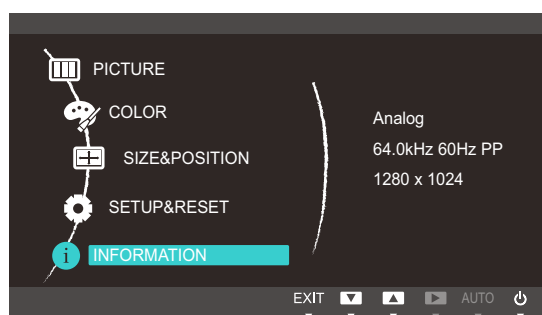 PICTURE
COLOR
SIZE&POSITION
SETUP&RESET
i INFORMATION
Analog
64.0kHz 60Hz PP
1280 x 1024
EXIT AUTO